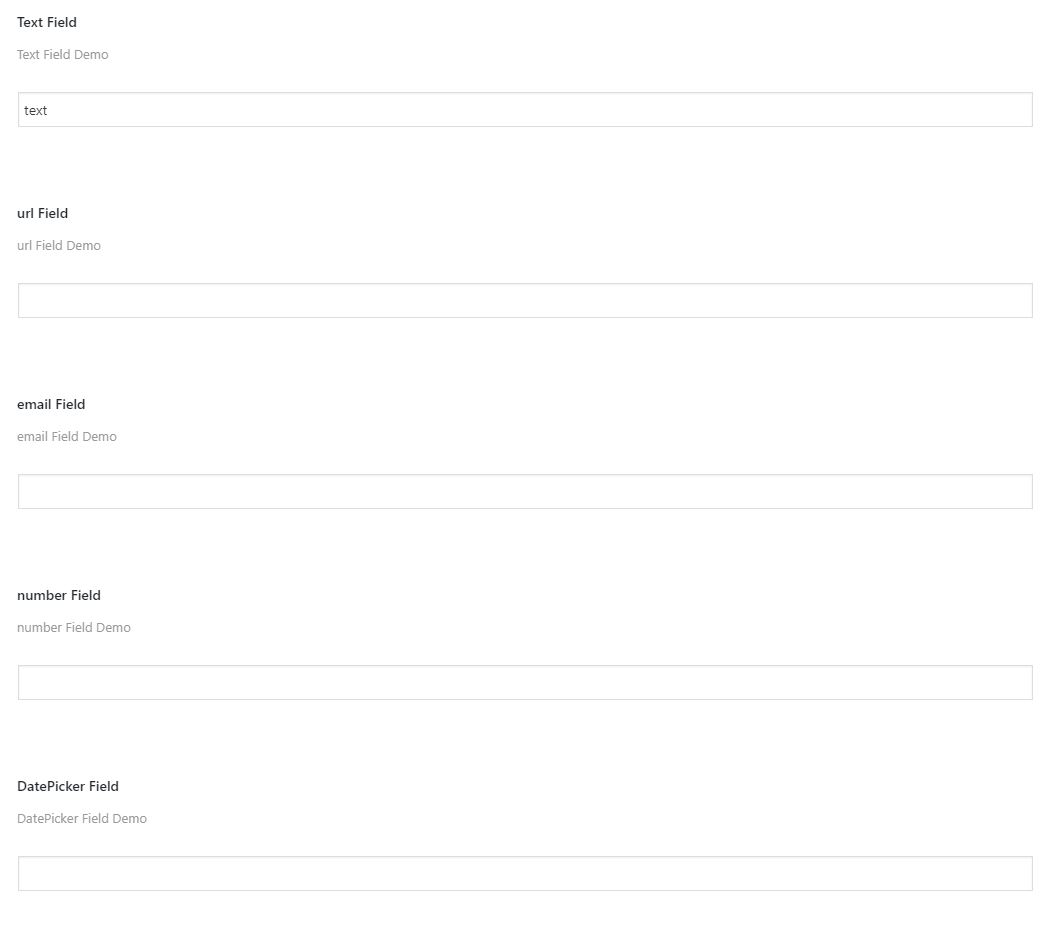 Text Field
Text Field Demo
text
url Field
url Field Demo
email Field
email Field Demo
number Field
number Field Demo
DatePicker Field
DatePicker Field Demo